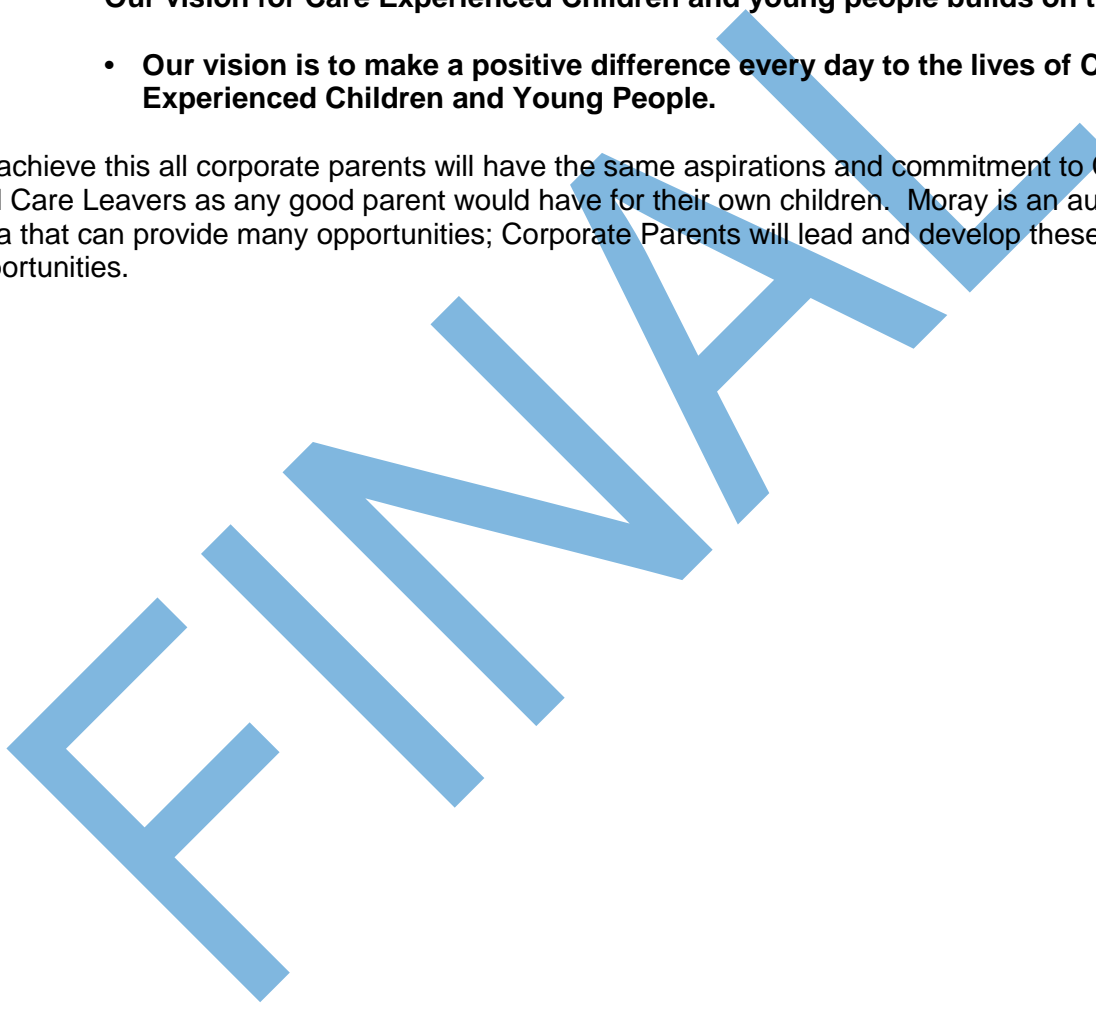 Our vision for Care Experienced Children and young people builds on
• Our vision is to make a positive difference every day to the lives of
Experienced Children and Young People.
achieve this all corporate parents will have the same aspirations and commitment to
Care Leavers as any good parent would have for their own children. Moray is an
that can provide many opportunities; Corporate Parents will lead and develop these
FINAL